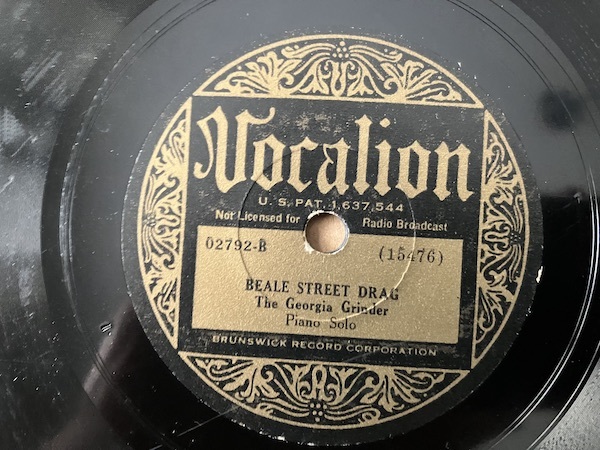 Vocalion
U. S. PAT. 1,637,544
Not Licensed for Radio Broadcast
02792-B (15476)
BEALE STREET DRAG
The Georgia Grinder
Piano Solo
BRUNSWICK RECORD CORPORATION